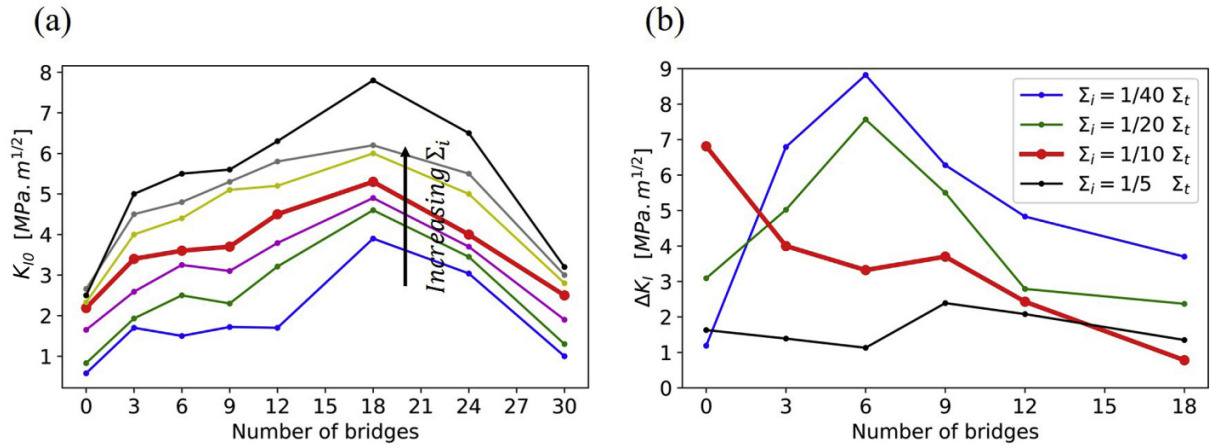 (a)
K_{I0} [MPa.m^{1/2}]
8
7
6
5
4
3
2
1
0 3 6 9 12 15 18 21 24 27 30
Number of bridges
Increasing Σ_i
(b)
ΔK_I [MPa.m^{1/2}]
9
8
7
6
5
4
3
2
1
0
0 3 6 9 12 15 18
Number of bridges
Σ_i = 1/40 Σ_t
Σ_i = 1/20 Σ_t
Σ_i = 1/10 Σ_t
Σ_i = 1/5 Σ_t